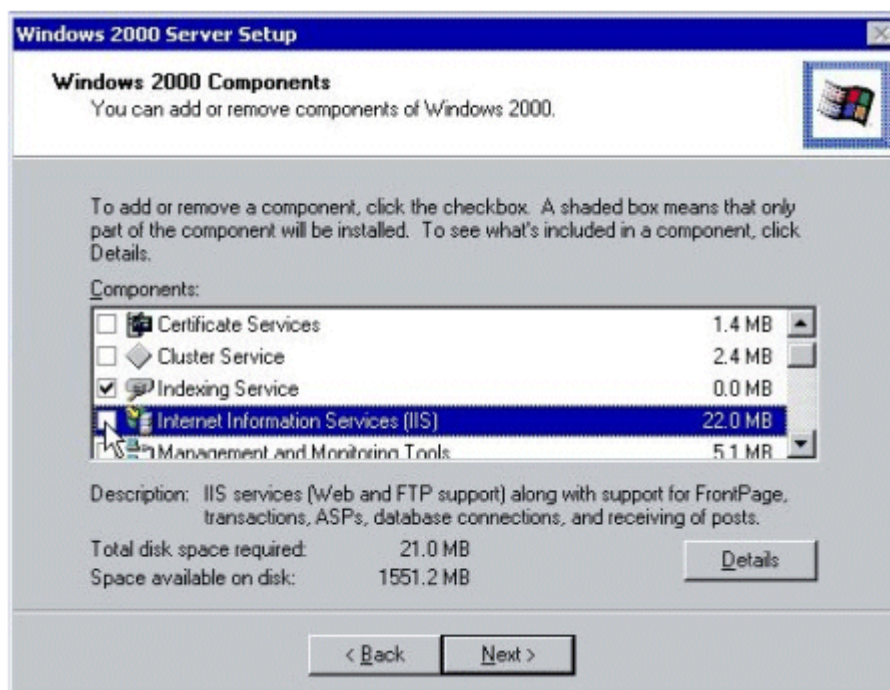 Windows 2000 Server Setup
Windows 2000 Components
You can add or remove components of Windows 2000.
To add or remove a component, click the checkbox. A shaded box means that only
part of the component will be installed. To see what's included in a component, click
Details.
Components:
Certificate Services 1.4 MB
Cluster Service 2.4 MB
Indexing Service 0.0 MB
Internet Information Services (IIS) 22.0 MB
Management and Monitoring Tools 5.1 MB
Description: IIS services (Web and FTP support) along with support for FrontPage,
transactions, ASPs, database connections, and receiving of posts.
Total disk space required: 21.0 MB
Space available on disk: 1551.2 MB
Details
< Back Next >